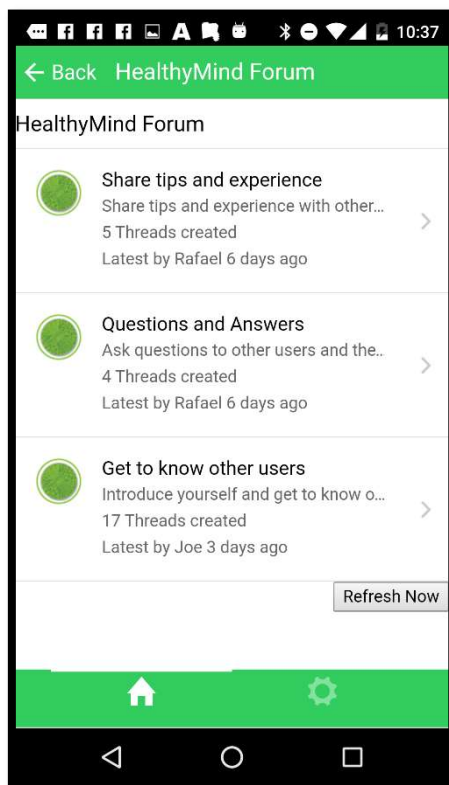 10:37
Back HealthyMind Forum
HealthyMind Forum
Share tips and experience
Share tips and experience with other...
5 Threads created
Latest by Rafael 6 days ago
Questions and Answers
Ask questions to other users and the..
4 Threads created
Latest by Rafael 6 days ago
Get to know other users
Introduce yourself and get to know o...
17 Threads created
Latest by Joe 3 days ago
Refresh Now